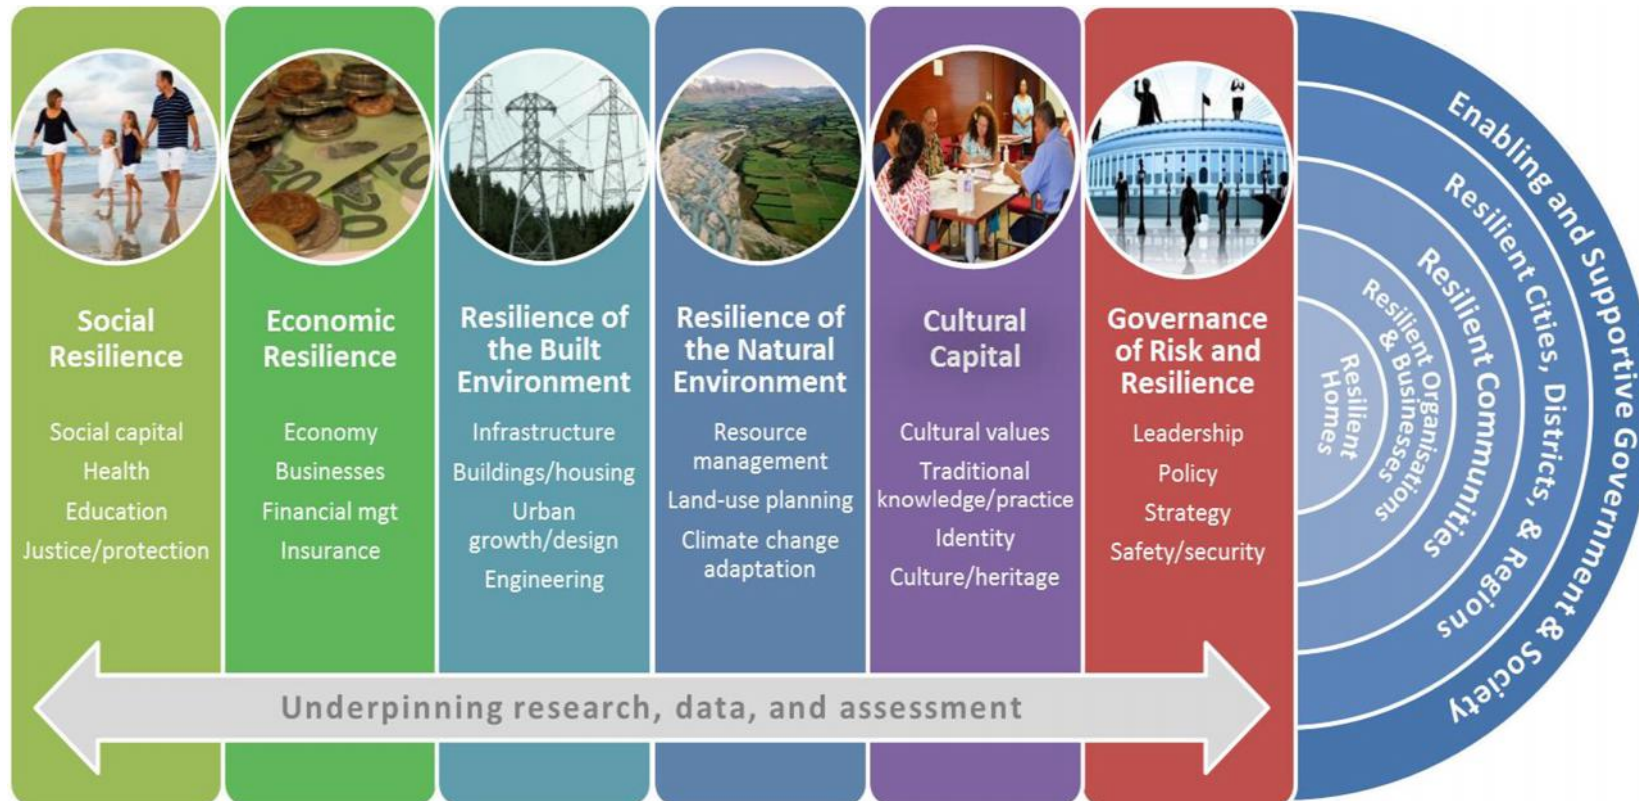 Social
Resilience
Social capital
Health
Education
Justice/protection
Economic
Resilience
Economy
Businesses
Financial mgt
Insurance
Resilience of
the Built
Environment
Infrastructure
Buildings/housing
Urban
growth/design
Engineering
Resilience of
the Natural
Environment
Resource
management
Land-use planning
Climate change
adaptation
Cultural
Capital
Cultural values
Traditional
knowledge/practice
Identity
Culture/heritage
Governance
of Risk and
Resilience
Leadership
Policy
Strategy
Safety/security
Underpinning research, data, and assessment
Resilient
Homes
Resilient Organisations
& Businesses
Resilient Communities
Resilient Cities, Districts, & Regions
Enabling and Supportive Government & Society
20
20
20